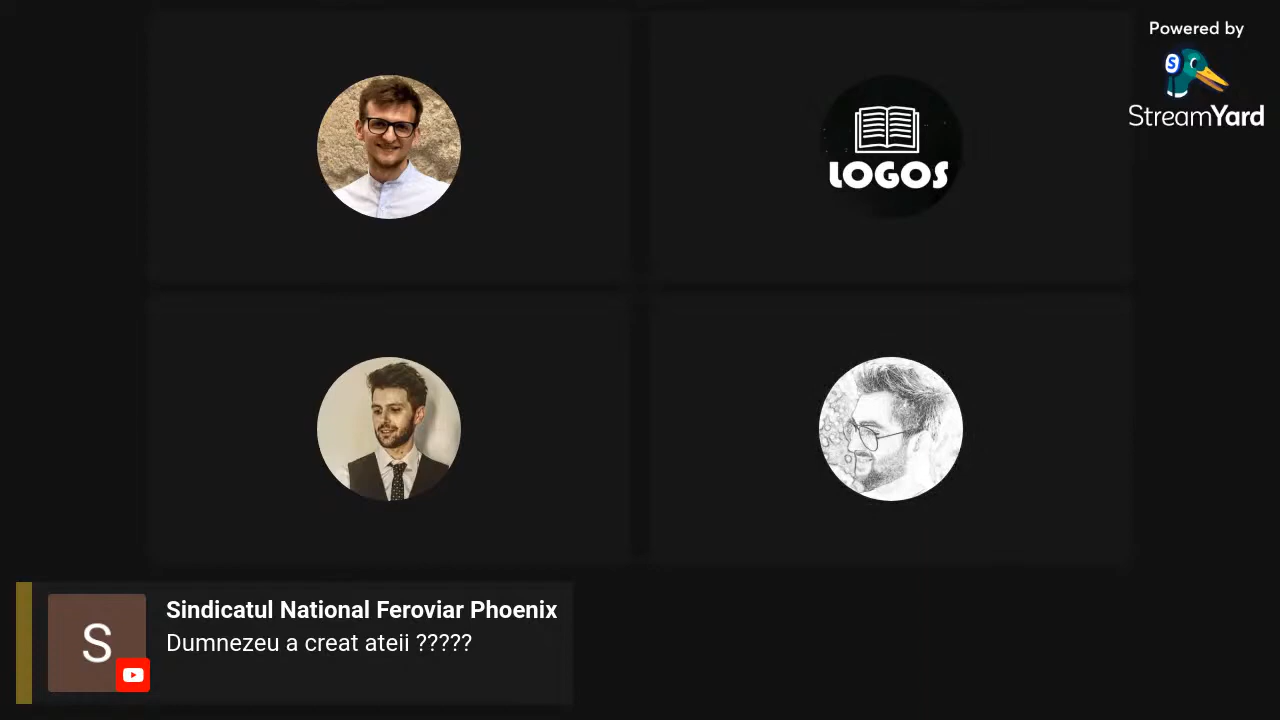 Powered by
S
StreamYard
LOGOS
S
Sindicatul National Feroviar Phoenix
Dumnezeu a creat ateii ?????